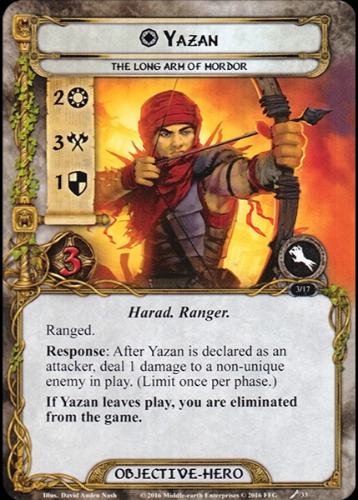 Yazan
The Long Arm of Mordor
2
3
1
3
3/17
Harad. Ranger.
Ranged.
Response: After Yazan is declared as an
attacker, deal 1 damage to a non-unique
enemy in play. (Limit once per phase.)
If Yazan leaves play, you are eliminated
from the game.
Objective-Hero
Illus. David Auden Nash
©2016 Middle-earth Enterprises © 2016 FFG
33